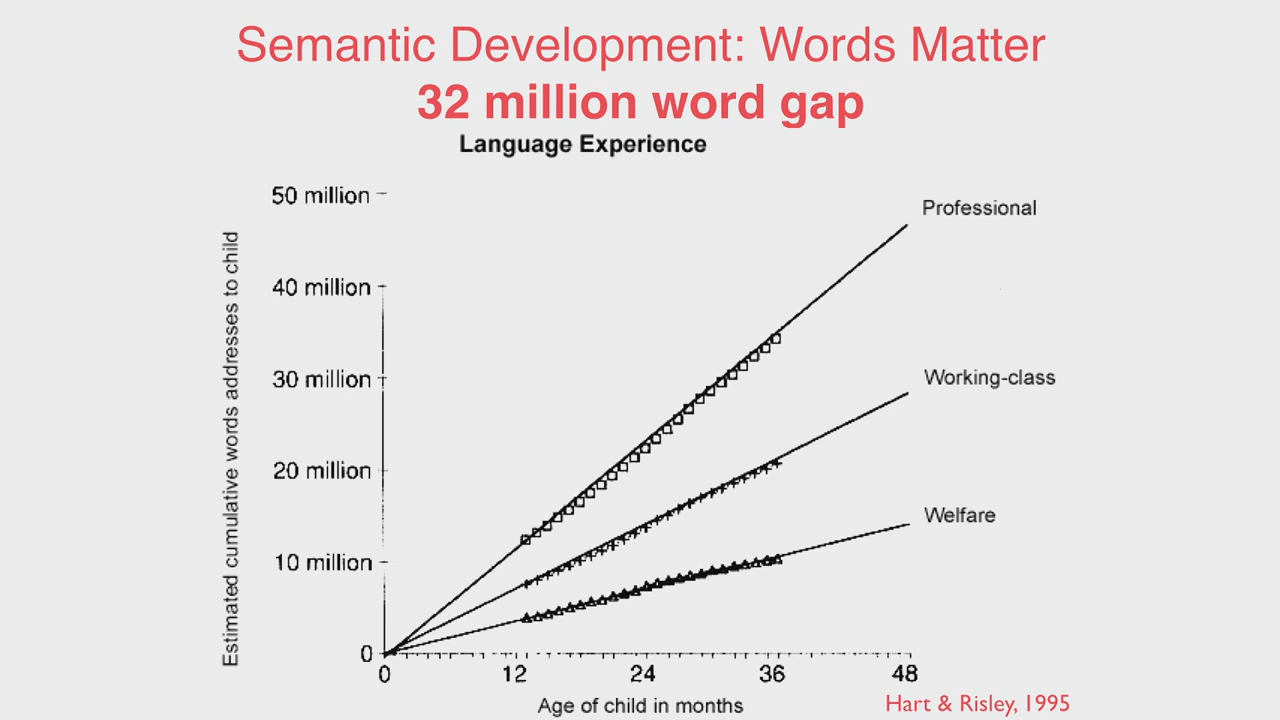 Semantic Development: Words Matter
32 million word gap
Language Experience
50 million
40 million
30 million
20 million
10 million
0
Estimated cumulative words addresses to child
Professional
Working-class
Welfare
0 12 24 36 48
Age of child in months
Hart & Risley, 1995